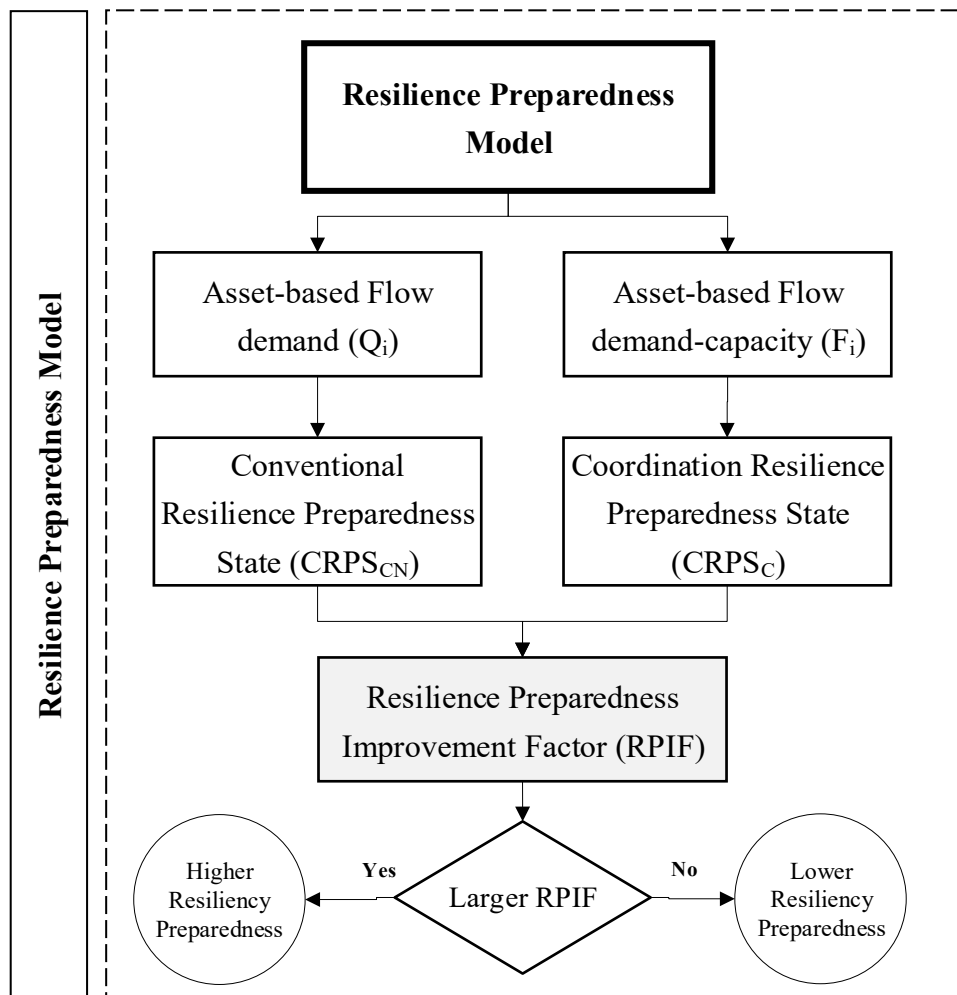 Resilience Preparedness Model
Resilience Preparedness
Model
Asset-based Flow
demand (Qi)
Asset-based Flow
demand-capacity (Fi)
Conventional
Resilience Preparedness
State (CRPSCN)
Coordination Resilience
Preparedness State
(CRPSC)
Resilience Preparedness
Improvement Factor (RPIF)
Higher
Resiliency
Preparedness
Yes
Larger RPIF
No
Lower
Resiliency
Preparedness